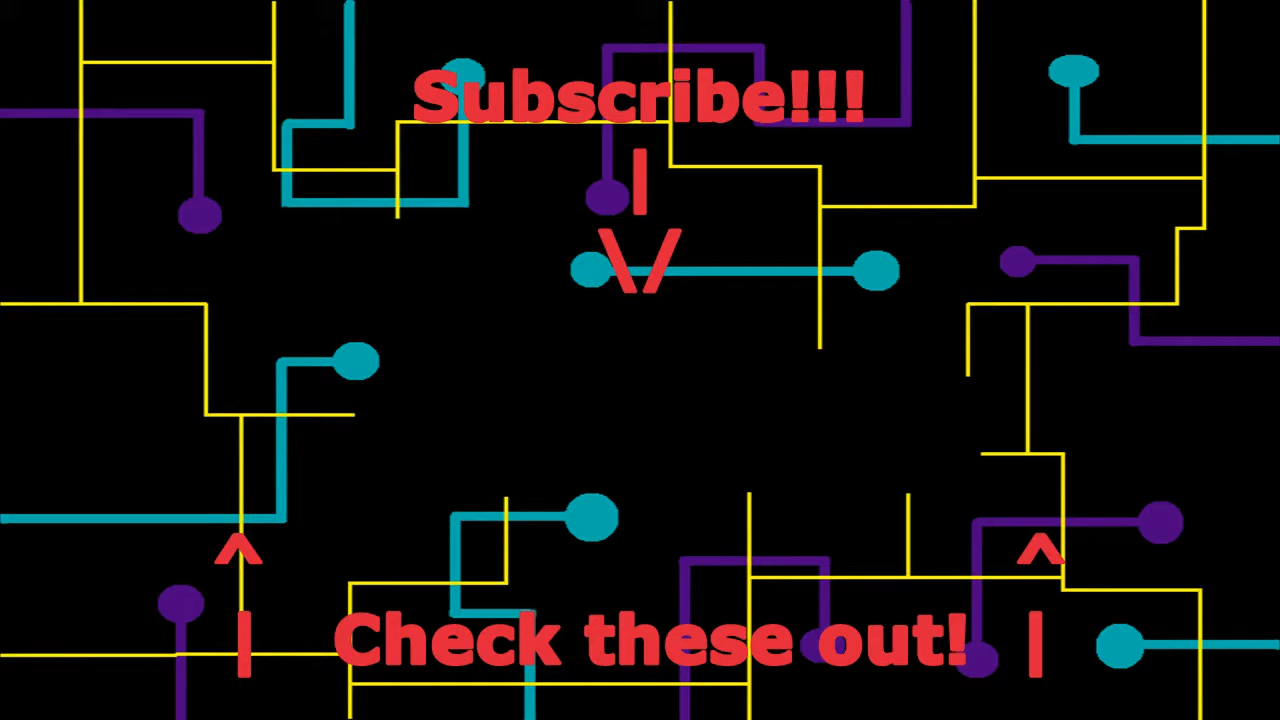 Subscribe!!!
|
\/
^ ^
| Check these out! |